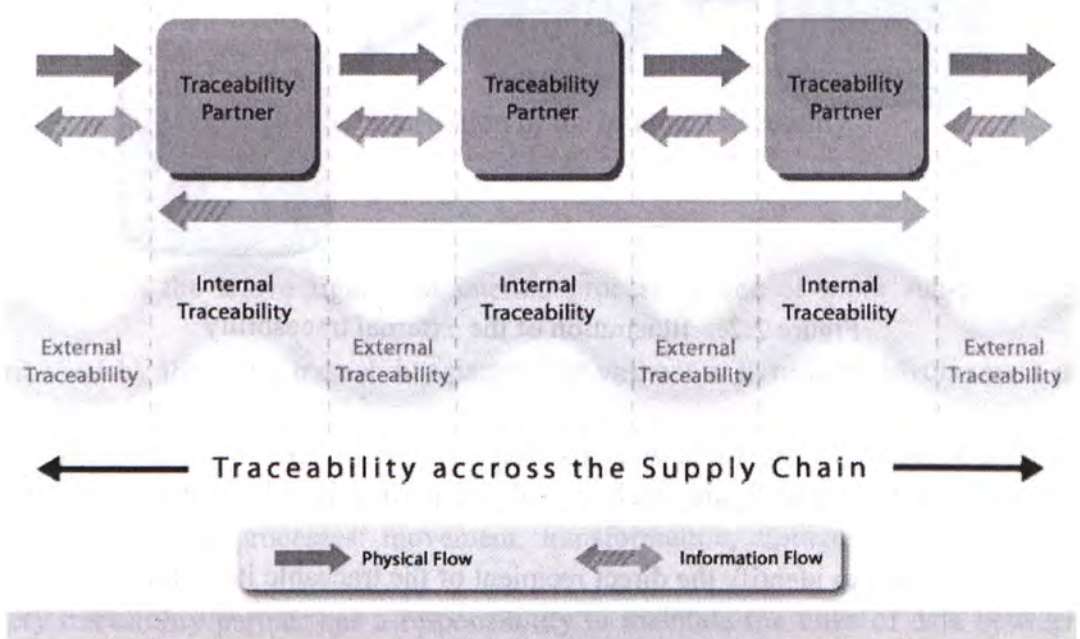 Traceability
Partner
Traceability
Partner
Traceability
Partner
Internal
Traceability
Internal
Traceability
Internal
Traceability
External
Traceability
External
Traceability
External
Traceability
External
Traceability
Traceability accross the Supply Chain
Physical Flow
Information Flow